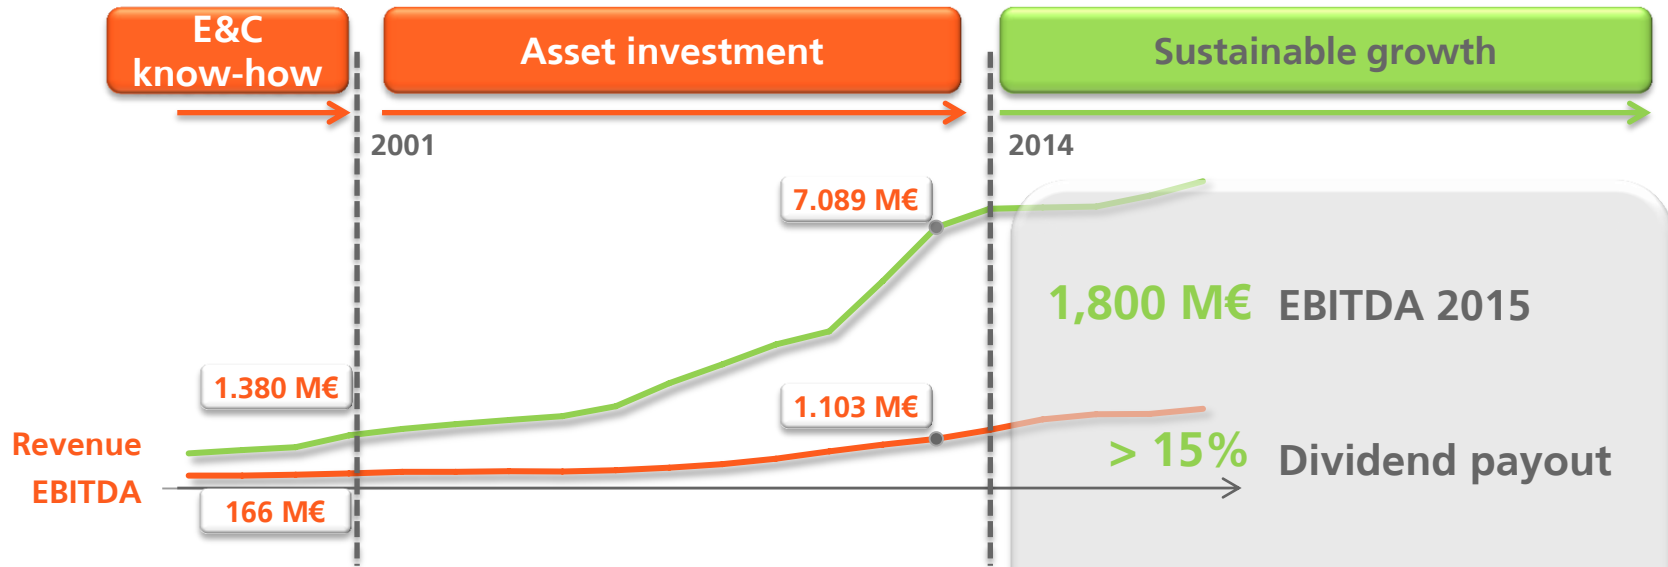 E&C
know-how
Asset investment
Sustainable growth
2001
2014
7.089 M€
1,800 M€ EBITDA 2015
1.380 M€
1.103 M€
Revenue
> 15% Dividend payout
EBITDA
166 M€